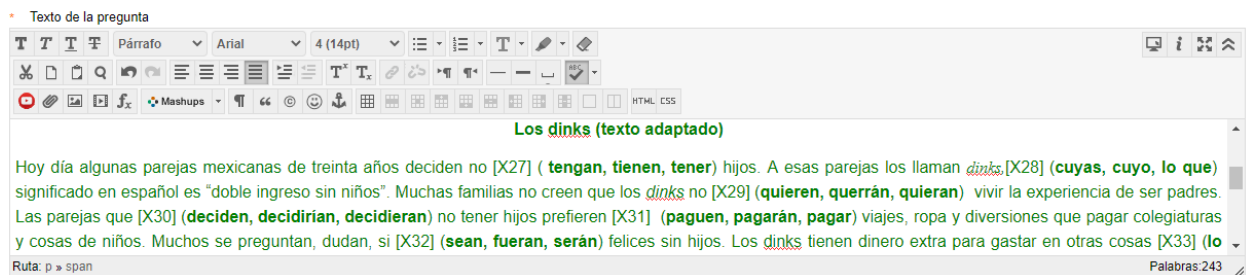 * Texto de la pregunta
T T T T Párrafo Arial 4 (14pt) T
Tx Tx ABC
fx Mashups ¶ “ © HTML CSS
Los dinks (texto adaptado)
Hoy día algunas parejas mexicanas de treinta años deciden no [X27] ( tengan, tienen, tener) hijos. A esas parejas los llaman dinks,[X28] (cuyas, cuyo, lo que)
significado en español es “doble ingreso sin niños”. Muchas familias no creen que los dinks no [X29] (quieren, querrán, quieran) vivir la experiencia de ser padres.
Las parejas que [X30] (deciden, decidirían, decidieran) no tener hijos prefieren [X31] (paguen, pagarán, pagar) viajes, ropa y diversiones que pagar colegiaturas
y cosas de niños. Muchos se preguntan, dudan, si [X32] (sean, fueran, serán) felices sin hijos. Los dinks tienen dinero extra para gastar en otras cosas [X33] (lo
Ruta: p » span Palabras:243